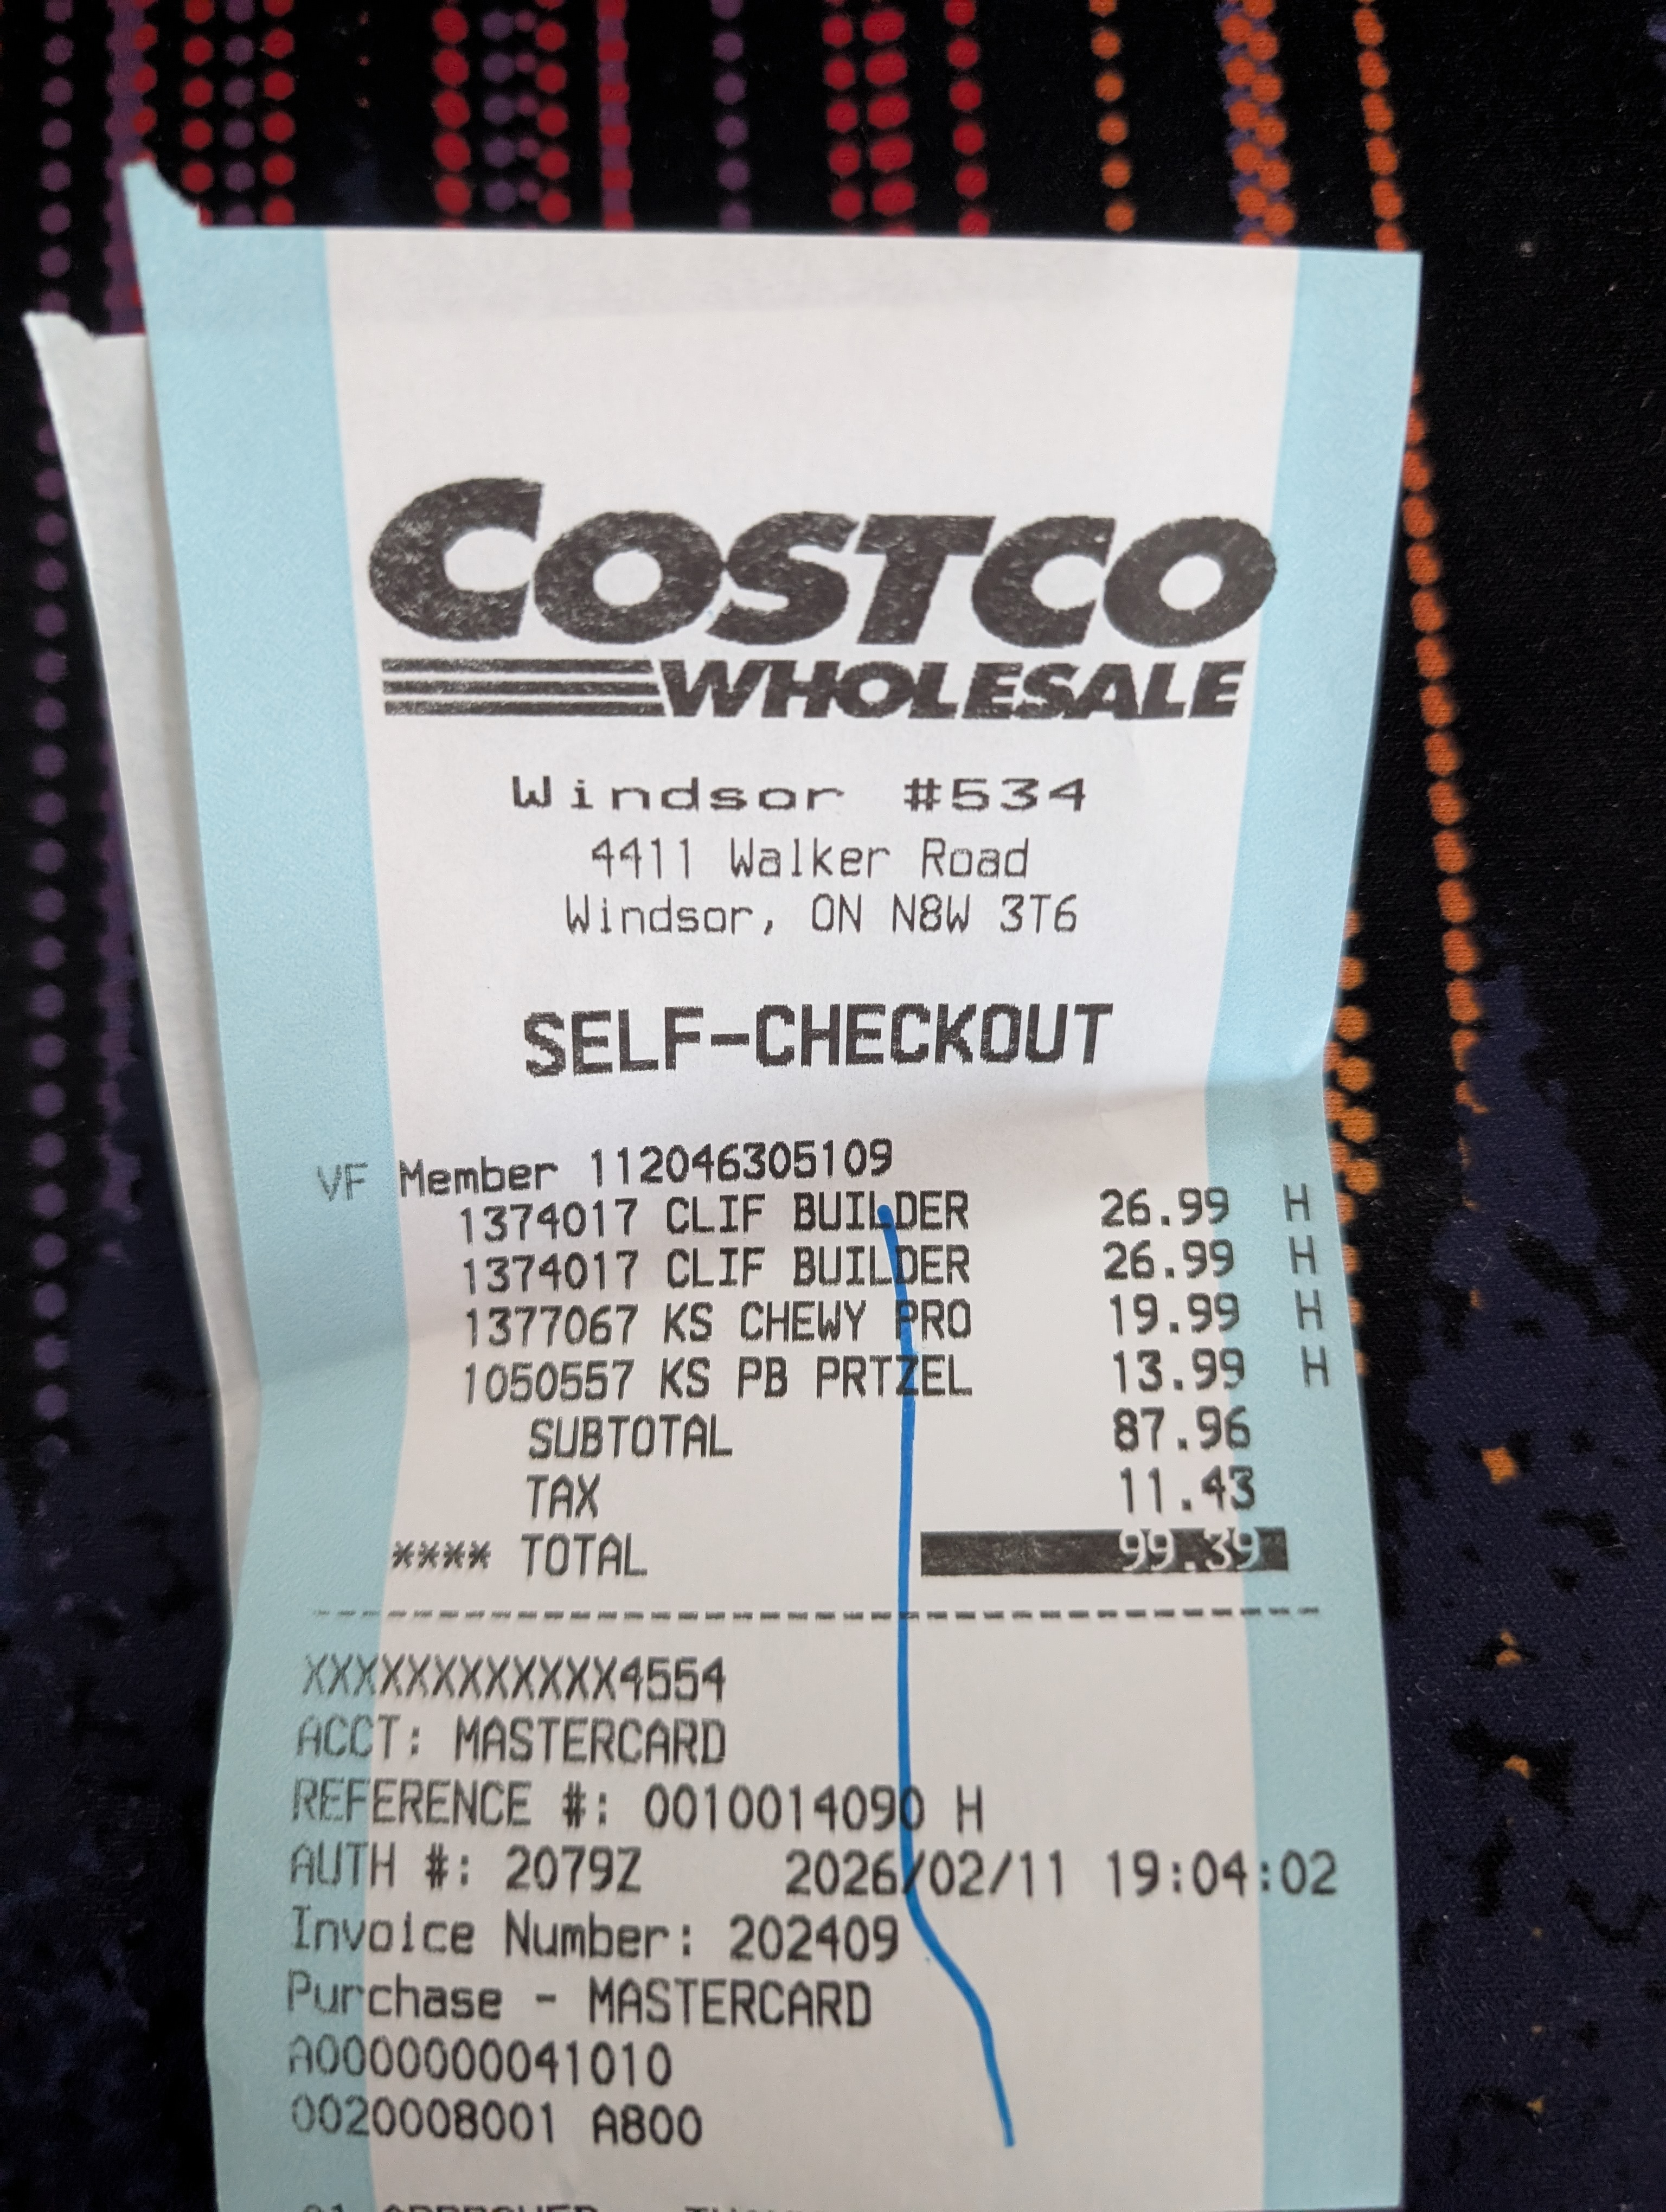 COSTCO
WHOLESALE
Windsor #534
4411 Walker Road
Windsor, ON N8W 3T6
SELF-CHECKOUT
VF Member 112046305109
1374017 CLIF BUILDER 26.99 H
1374017 CLIF BUILDER 26.99 H
1377067 KS CHEWY PRO 19.99 H
1050557 KS PB PRTZEL 13.99 H
SUBTOTAL 87.96
TAX 11.43
**** TOTAL 99.39
XXXXXXXXXXXX4554
ACCT: MASTERCARD
REFERENCE #: 0010014090 H
AUTH #: 2079Z 2026/02/11 19:04:02
Invoice Number: 202409
Purchase - MASTERCARD
A0000000041010
0020008001 A800